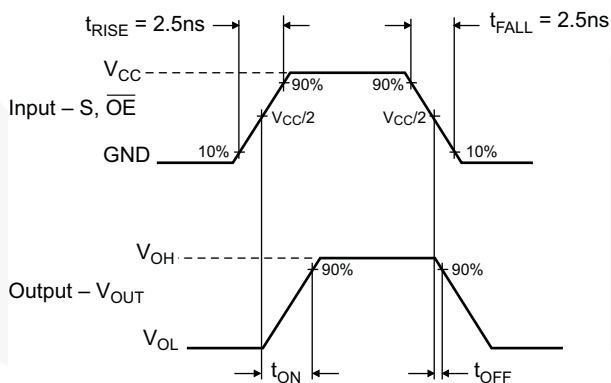 t_RISE = 2.5ns
t_FALL = 2.5ns
V_CC
90%
90%
Input – S, O̅E̅
V_CC/2
V_CC/2
GND
10%
10%
V_OH
90%
90%
Output – V_OUT
V_OL
t_ON
t_OFF